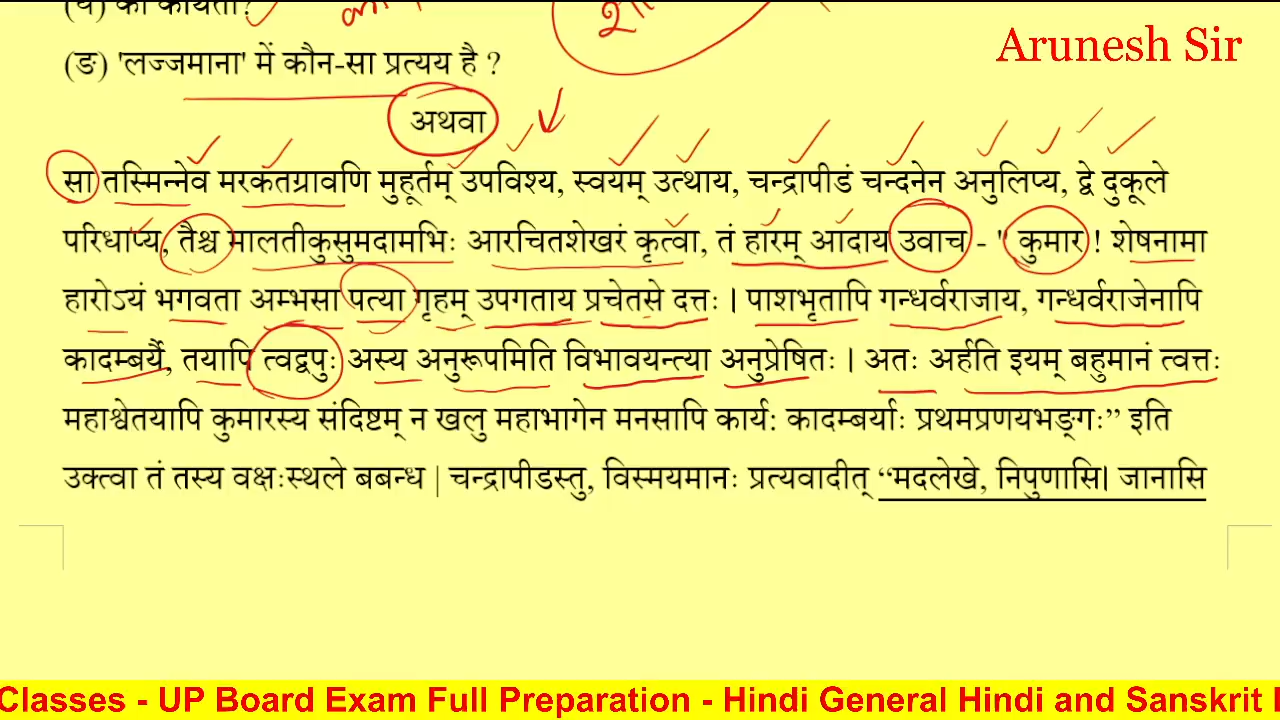 Arunesh Sir
(ङ) 'लज्जमाना' में कौन-सा प्रत्यय है ?
अथवा
सा तस्मिन्नेव मरकतग्रावणि मुहूर्तम् उपविश्य, स्वयम् उत्थाय, चन्द्रापीडं चन्दनेन अनुलिप्य, द्वे दुकूले
परिधाप्य, तैश्च मालतीकुसुमदामभिः आरचितशेखरं कृत्वा, तं हारम् आदाय उवाच - " कुमार ! शेषनामा
हारोऽयं भगवता अम्भसा पत्या गृहम् उपगताय प्रचेतसे दत्तः । पाशभृतापि गन्धर्वराजाय, गन्धर्वराजेनापि
कादम्बर्यै, तयापि त्वद्वपुः अस्य अनुरूपमिति विभावयन्त्या अनुप्रेषितः । अतः अर्हति इयम् बहुमानं त्वत्तः
महाश्वेतयापि कुमारस्य संदिष्टम् न खलु महाभागेन मनसापि कार्य: कादम्बर्याः प्रथमप्रणयभङ्गः” इति
उक्त्वा तं तस्य वक्षःस्थले बबन्ध | चन्द्रापीडस्तु, विस्मयमानः प्रत्यवादीत् “मदलेखे, निपुणासि। जानासि
Classes - UP Board Exam Full Preparation - Hindi General Hindi and Sanskrit